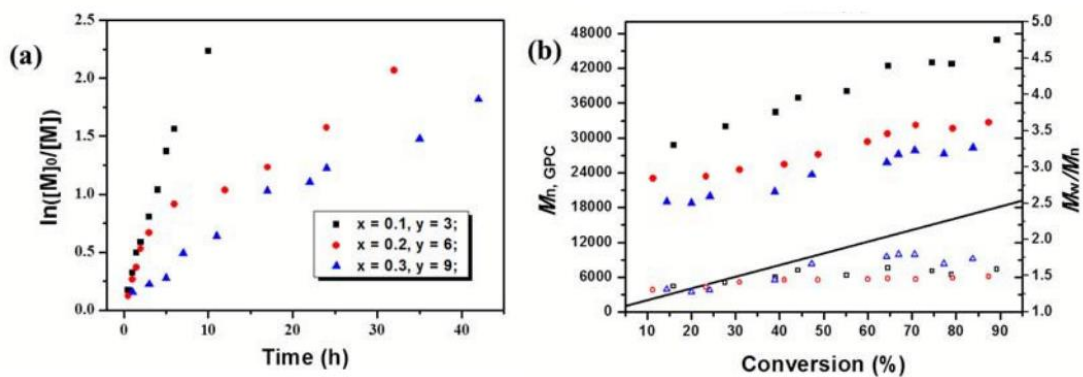 (a)
ln([M]₀/[M])
2.5
2.0
1.5
1.0
0.5
0.0
x = 0.1, y = 3;
x = 0.2, y = 6;
x = 0.3, y = 9;
0 10 20 30 40
Time (h)
(b)
Mn, GPC
48000
42000
36000
30000
24000
18000
12000
6000
0
10 20 30 40 50 60 70 80 90
Conversion (%)
5.0
4.5
4.0
3.5
3.0
2.5
2.0
1.5
1.0
Mw/Mn